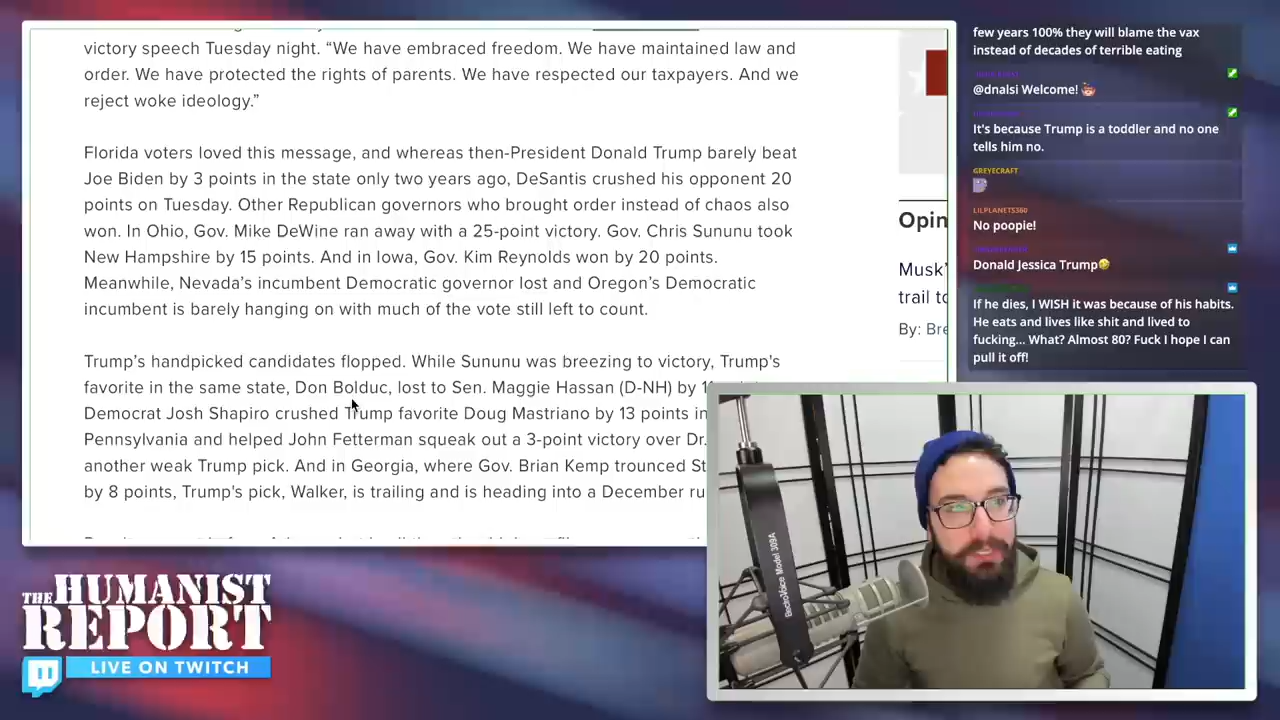 victory speech Tuesday night. “We have embraced freedom. We have maintained law and
order. We have protected the rights of parents. We have respected our taxpayers. And we
reject woke ideology.”
Florida voters loved this message, and whereas then-President Donald Trump barely beat
Joe Biden by 3 points in the state only two years ago, DeSantis crushed his opponent 20
points on Tuesday. Other Republican governors who brought order instead of chaos also
won. In Ohio, Gov. Mike DeWine ran away with a 25-point victory. Gov. Chris Sununu took
New Hampshire by 15 points. And in Iowa, Gov. Kim Reynolds won by 20 points.
Meanwhile, Nevada’s incumbent Democratic governor lost and Oregon’s Democratic
incumbent is barely hanging on with much of the vote still left to count.
Trump’s handpicked candidates flopped. While Sununu was breezing to victory, Trump's
favorite in the same state, Don Bolduc, lost to Sen. Maggie Hassan (D-NH) by
Democrat Josh Shapiro crushed Trump favorite Doug Mastriano by 13 points in
Pennsylvania and helped John Fetterman squeak out a 3-point victory over Dr.
another weak Trump pick. And in Georgia, where Gov. Brian Kemp trounced St
by 8 points, Trump's pick, Walker, is trailing and is heading into a December ru
Opin
Musk’
trail to
By: Bre
few years 100% they will blame the vax
instead of decades of terrible eating
@dnalsi Welcome!
It's because Trump is a toddler and no one
tells him no.
GREYECRAFT
LILPLANETS360
No poopie!
Donald Jessica Trump🤣
If he dies, I WISH it was because of his habits.
He eats and lives like shit and lived to
fucking... What? Almost 80? Fuck I hope I can
pull it off!
ElectroVoice Model 309A
THE HUMANIST
REPORT
LIVE ON TWITCH